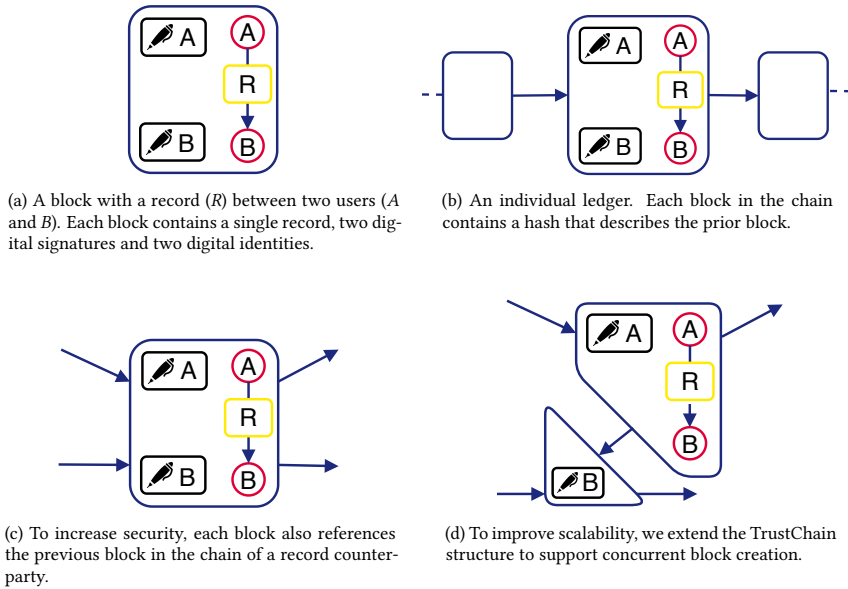 A
A
R
B
B
(a) A block with a record (R) between two users (A
and B). Each block contains a single record, two dig-
ital signatures and two digital identities.
A
A
R
B
B
(b) An individual ledger. Each block in the chain
contains a hash that describes the prior block.
A
A
R
B
B
(c) To increase security, each block also references
the previous block in the chain of a record counter-
party.
A
A
R
B
B
(d) To improve scalability, we extend the TrustChain
structure to support concurrent block creation.